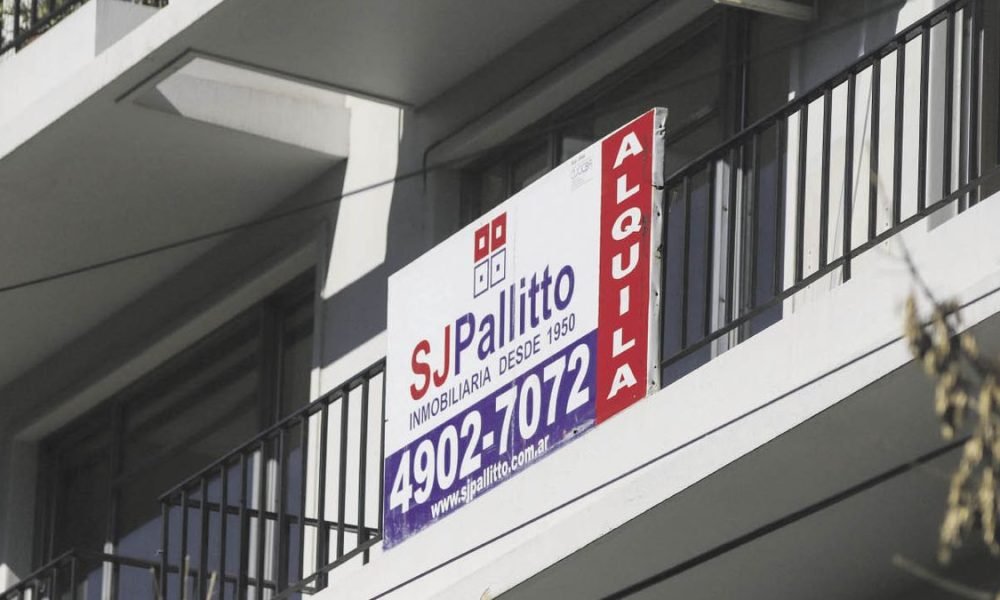 SJPallitto
INMOBILIARIA DESDE 1950
4902-7072
www.sjpallitto.com.ar
ALQUILA